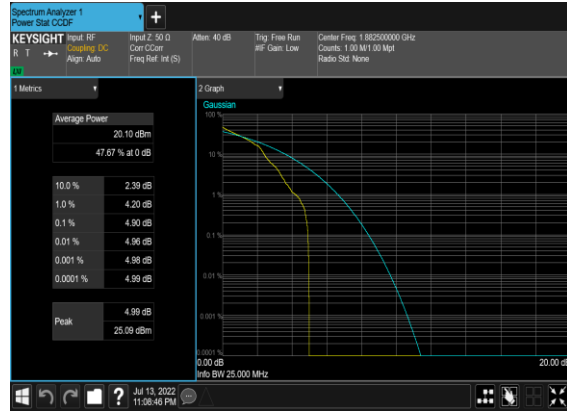 Spectrum Analyzer 1
Power Stat CCDF
KEYSIGHT
R T
LV
Input: RF
Coupling: DC
Align: Auto
Input Z: 50 Ω
Corr CCorr
Freq Ref: Int (S)
Atten: 40 dB
Trig: Free Run
#IF Gain: Low
Center Freq: 1.882500000 GHz
Counts: 1.00 M/1.00 Mpt
Radio Std: None
1 Metrics
Average Power
20.10 dBm
47.67 % at 0 dB
10.0 % 2.39 dB
1.0 % 4.20 dB
0.1 % 4.90 dB
0.01 % 4.96 dB
0.001 % 4.98 dB
0.0001 % 4.99 dB
Peak 4.99 dB
25.09 dBm
2 Graph
Gaussian
100 %
10 %
1 %
0.1 %
0.01 %
0.001 %
0.0001 %
0.00 dB 20.00 dB
Info BW 25.000 MHz
? Jul 13, 2022
11:08:46 PM